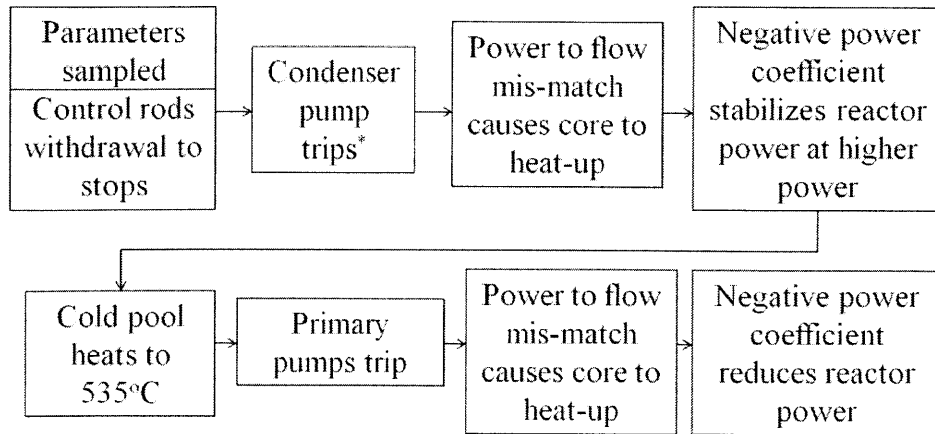 Parameters
sampled
Control rods
withdrawal to
stops
Condenser
pump
trips*
Power to flow
mis-match
causes core to
heat-up
Negative power
coefficient
stabilizes reactor
power at higher
power
Cold pool
heats to
535°C
Primary
pumps trip
Power to flow
mis-match
causes core to
heat-up
Negative power
coefficient
reduces reactor
power